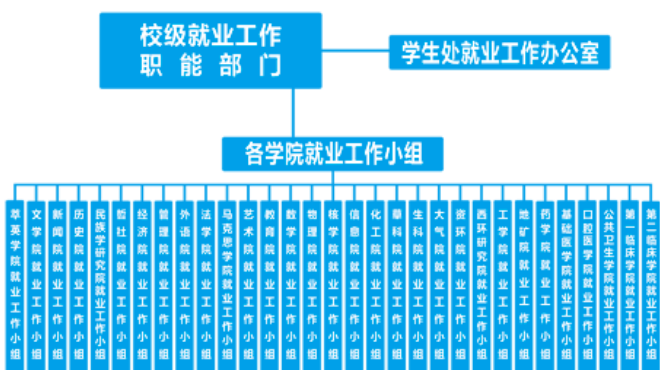 校级就业工作
职能部门
学生处就业工作办公室
各学院就业工作小组
萃英学院就业工作小组
文学院就业工作小组
新闻院就业工作小组
历史院就业工作小组
民族学研究院就业工作小组
哲社院就业工作小组
经济院就业工作小组
管理院就业工作小组
外语院就业工作小组
法学院就业工作小组
马克思学院就业工作小组
艺术院就业工作小组
教育院就业工作小组
数学院就业工作小组
物理院就业工作小组
核学院就业工作小组
信息院就业工作小组
化工院就业工作小组
草科院就业工作小组
生科院就业工作小组
大气院就业工作小组
资环院就业工作小组
西环研究院就业工作小组
工学院就业工作小组
地矿院就业工作小组
药学院就业工作小组
基础医学院就业工作小组
口腔医学院就业工作小组
公共卫生学院就业工作小组
第一临床学院就业工作小组
第二临床学院就业工作小组